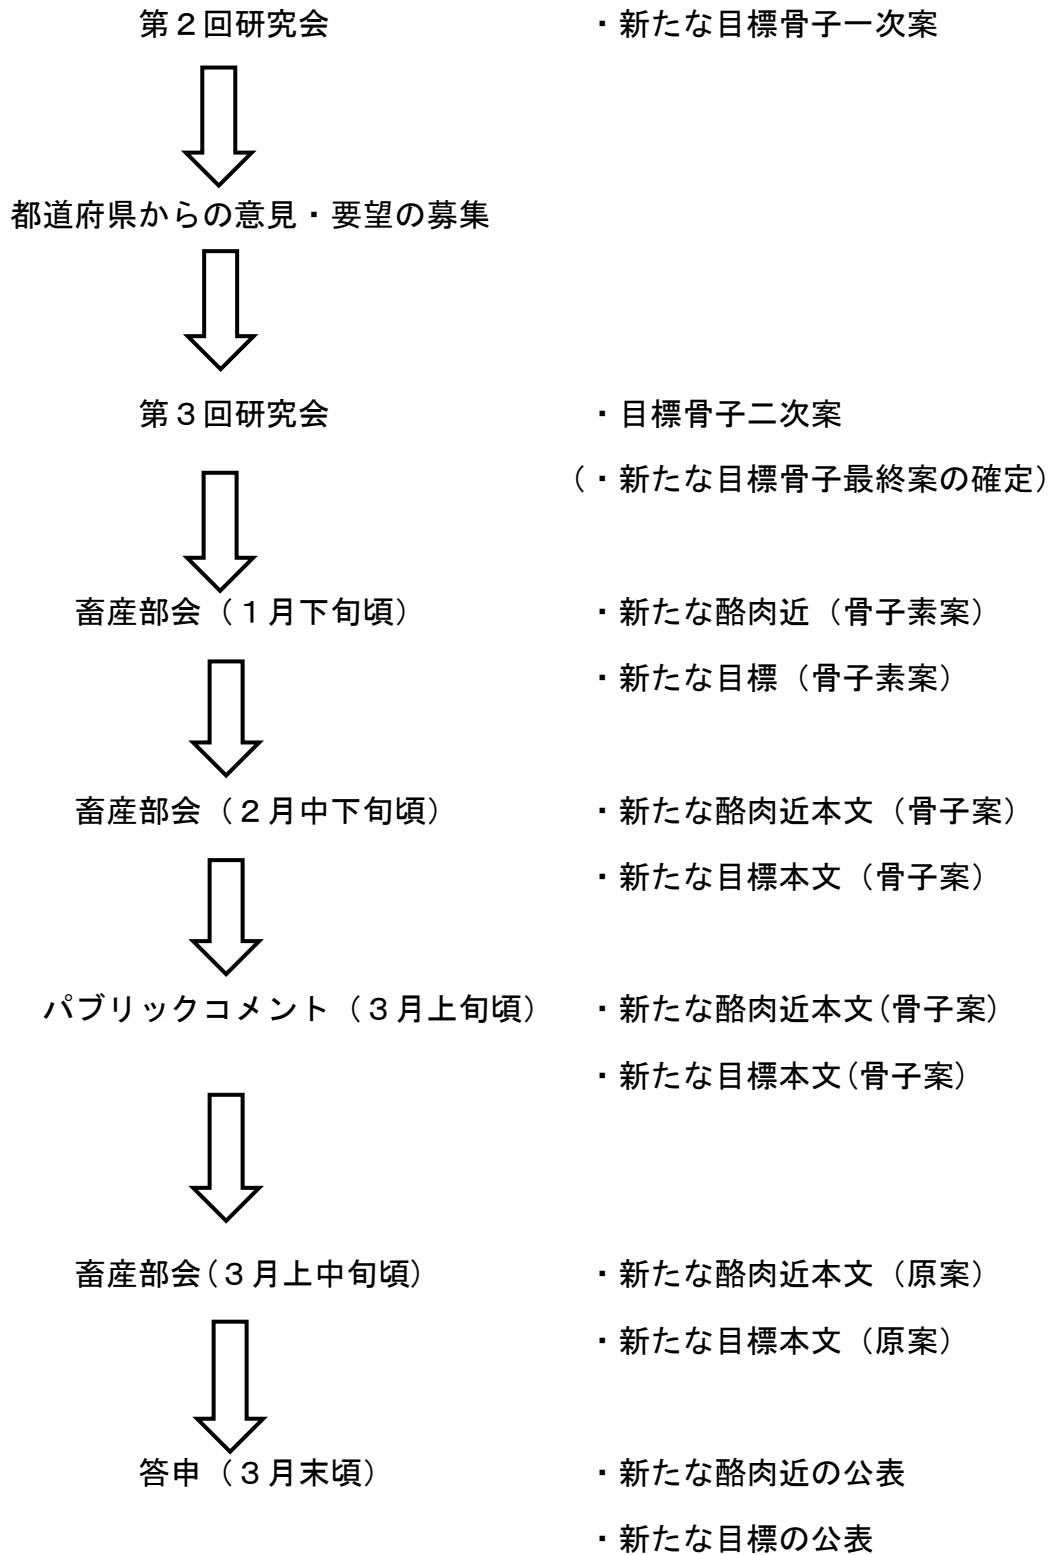 第２回研究会　・新たな目標骨子一次案
都道府県からの意見・要望の募集
第３回研究会　・目標骨子二次案
（・新たな目標骨子最終案の確定）
畜産部会（１月下旬頃）　・新たな酪肉近（骨子素案）
・新たな目標（骨子素案）
畜産部会（２月中下旬頃）　・新たな酪肉近本文（骨子案）
・新たな目標本文（骨子案）
パブリックコメント（３月上旬頃）　・新たな酪肉近本文（骨子案）
・新たな目標本文（骨子案）
畜産部会（３月上中旬頃）　・新たな酪肉近本文（原案）
・新たな目標本文（原案）
答申（３月末頃）　・新たな酪肉近の公表
・新たな目標の公表